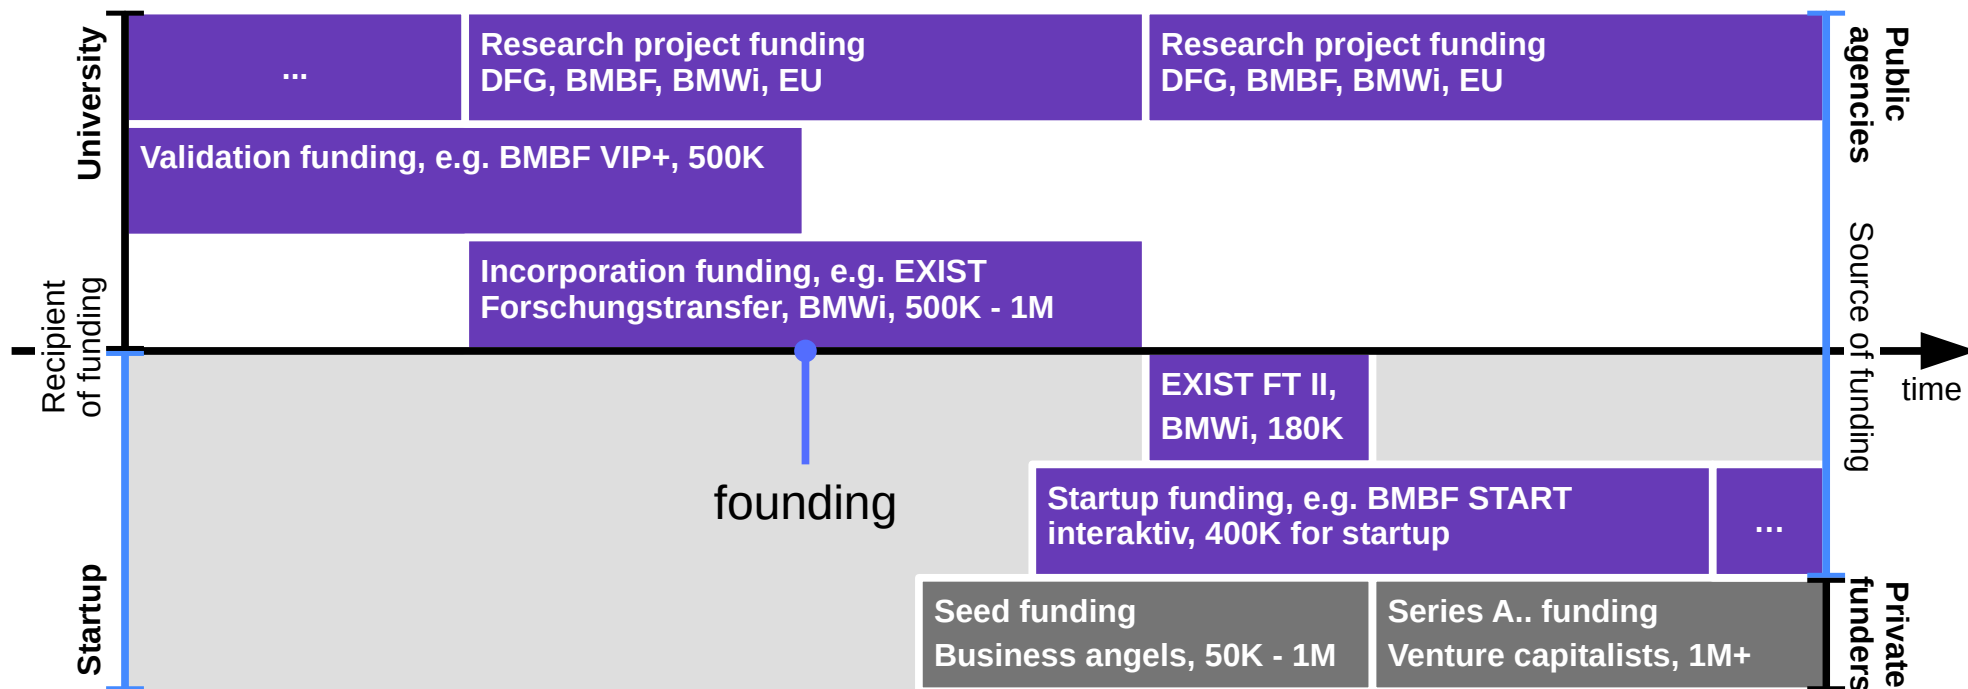 University
...
Research project funding
DFG, BMBF, BMWi, EU
Research project funding
DFG, BMBF, BMWi, EU
Public
agencies
Validation funding, e.g. BMBF VIP+, 500K
Incorporation funding, e.g. EXIST
Forschungstransfer, BMWi, 500K - 1M
Recipient
of funding
Source of funding
time
EXIST FT II,
BMWi, 180K
founding
Startup funding, e.g. BMBF START
interaktiv, 400K for startup
...
Startup
Seed funding
Business angels, 50K - 1M
Series A.. funding
Venture capitalists, 1M+
Private
funders